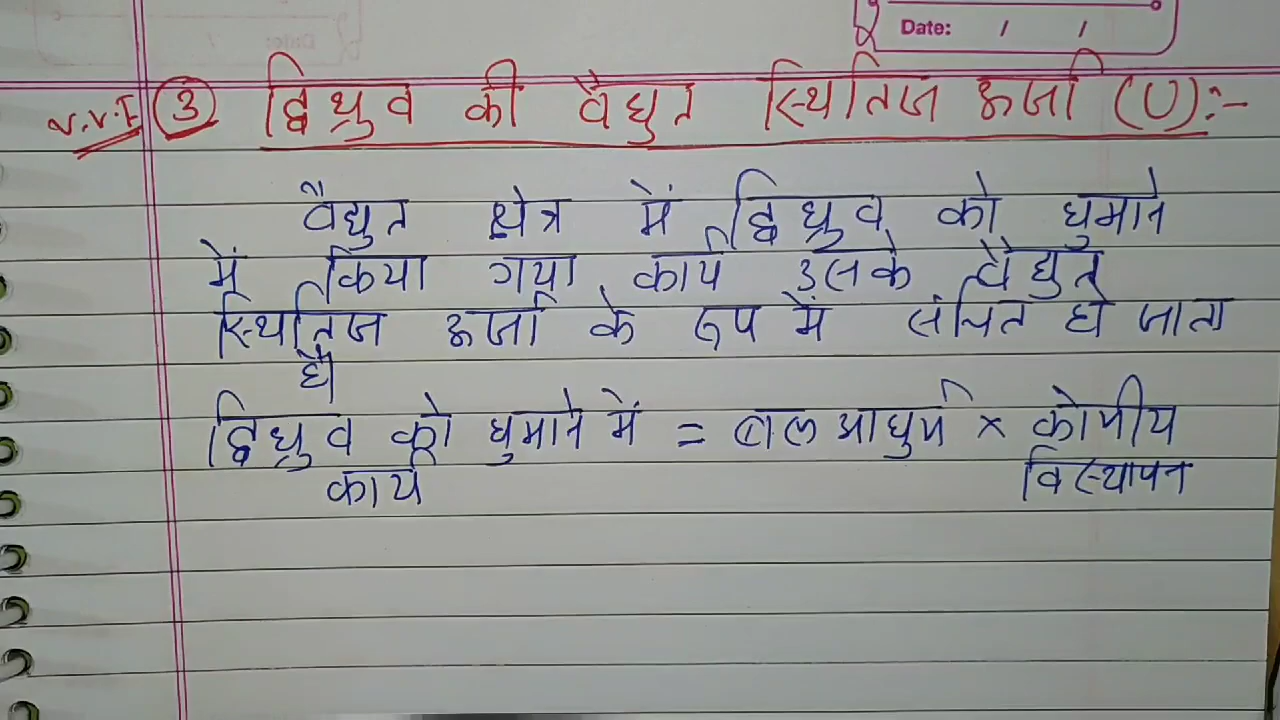 Date: / /
v.v.I ③ द्विध्रुव की वैद्युत स्थितिज ऊर्जा (U):-
वैद्युत क्षेत्र में द्विध्रुव को घुमाने
में किया गया कार्य उसके वैद्युत
स्थितिज ऊर्जा के रूप में संचित हो जाता
है।
द्विध्रुव को घुमाने में = बल आघूर्ण × कोणीय
कार्य विस्थापन